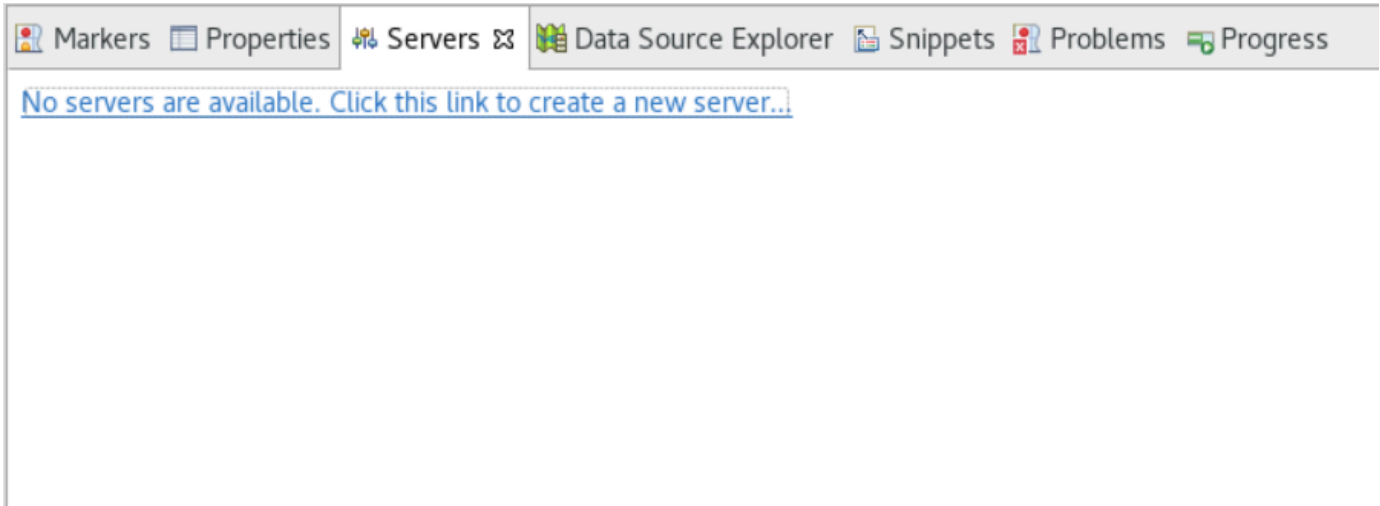 Markers Properties Servers Data Source Explorer Snippets Problems Progress
No servers are available. Click this link to create a new server...